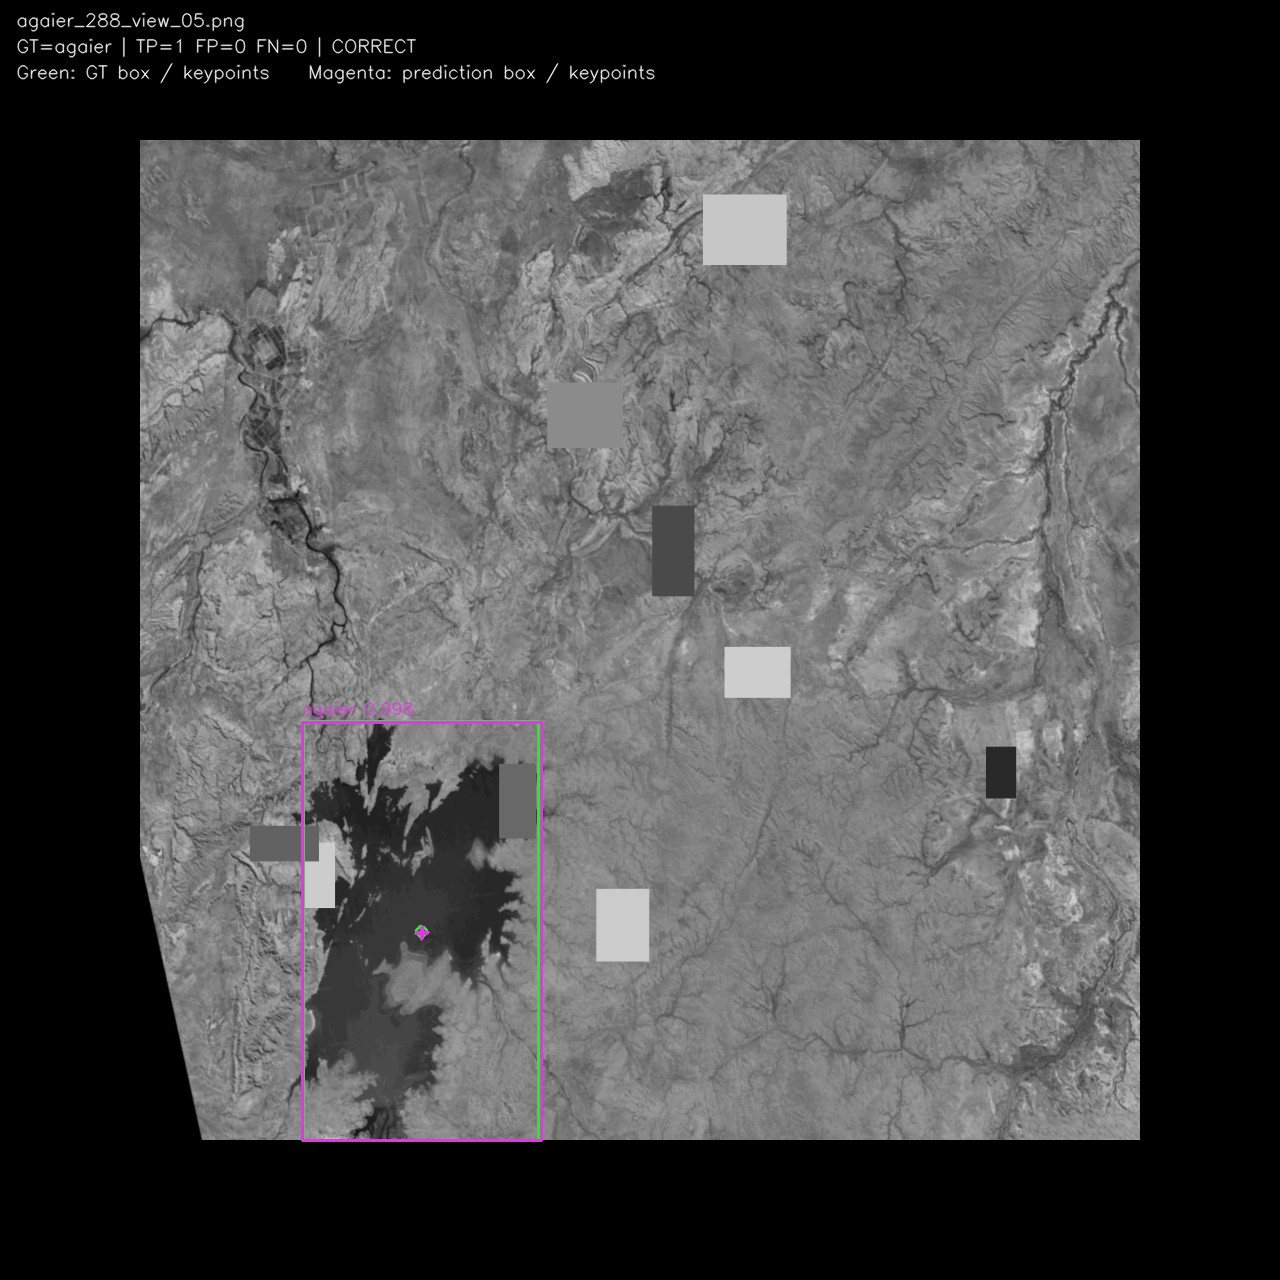 agaier_288_view_05.png
GT=agaier | TP=1 FP=0 FN=0 | CORRECT
Green: GT box / keypoints    Magenta: prediction box / keypoints
agaier 0.998